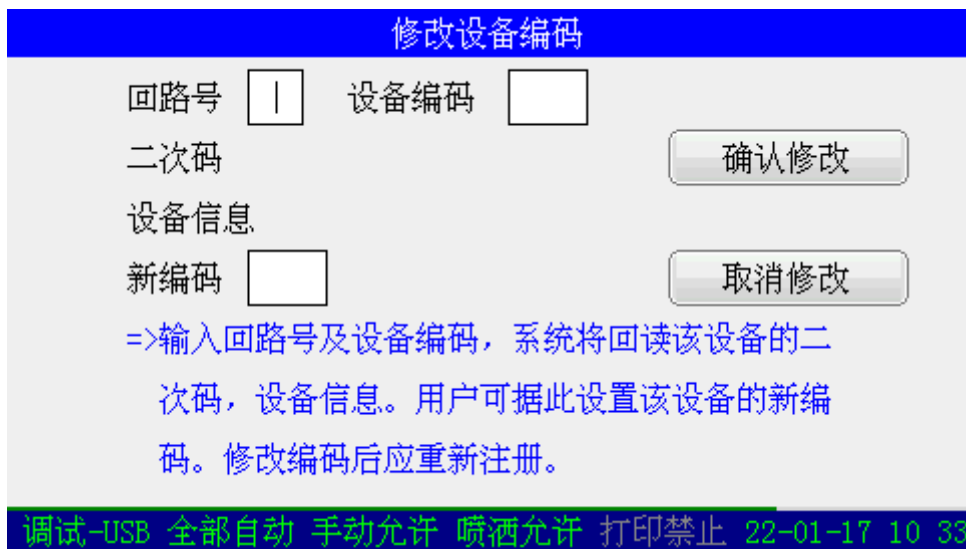 修改设备编码
回路号 设备编码
二次码 确认修改
设备信息
新编码 取消修改
=>输入回路号及设备编码，系统将回读该设备的二
次码，设备信息。用户可据此设置该设备的新编
码。修改编码后应重新注册。
调试-USB 全部自动 手动允许 喷洒允许 打印禁止 22-01-17 10 33